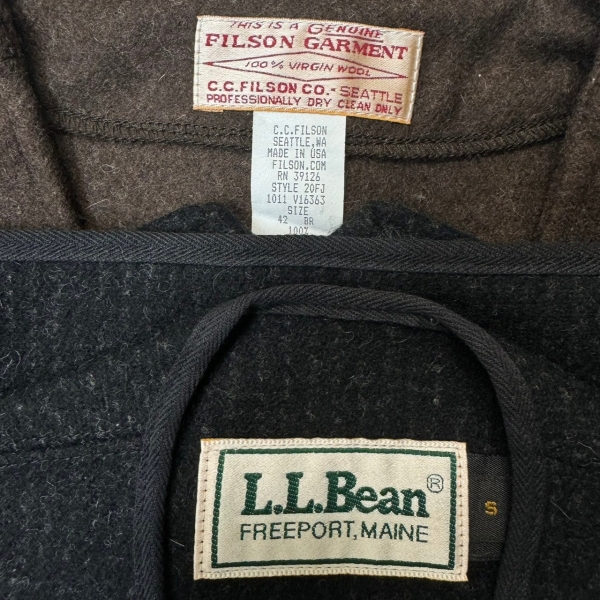 THIS IS A GENUINE
FILSON GARMENT
100% VIRGIN WOOL
C.C. FILSON CO. - SEATTLE
PROFESSIONALLY DRY CLEAN ONLY
C.C.FILSON
SEATTLE,WA
MADE IN USA
FILSON.COM
RN 39126
STYLE 20FJ
1011 V16363
SIZE
42 BR
100%
L.L.Bean®
FREEPORT, MAINE
S